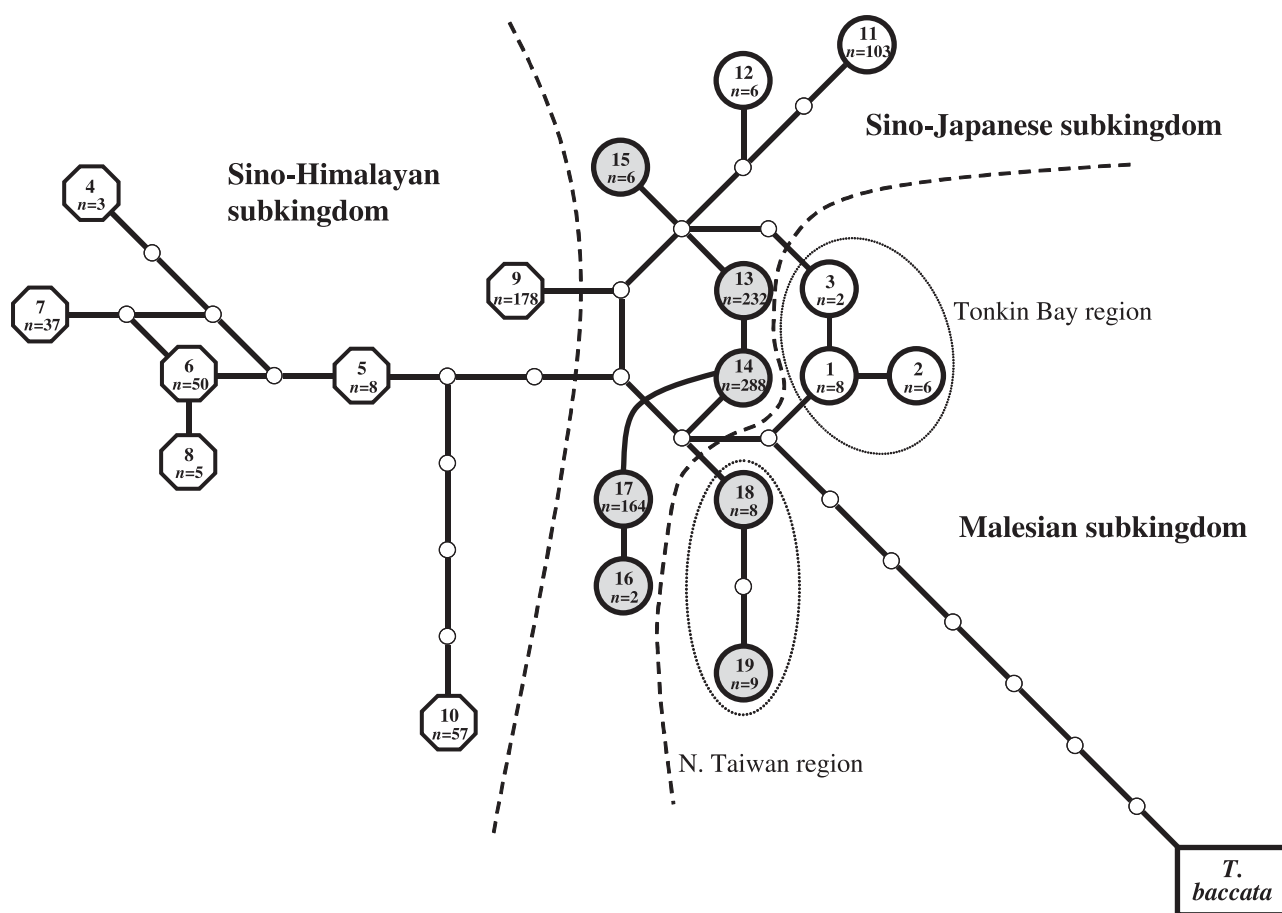 11
n=103
12
n=6
Sino-Japanese subkingdom
15
n=6
Sino-Himalayan
subkingdom
4
n=3
9
n=178
13
n=232
3
n=2
Tonkin Bay region
7
n=37
6
n=50
5
n=8
14
n=288
1
n=8
2
n=6
8
n=5
17
n=164
18
n=8
Malesian subkingdom
16
n=2
19
n=9
10
n=57
N. Taiwan region
T.
baccata